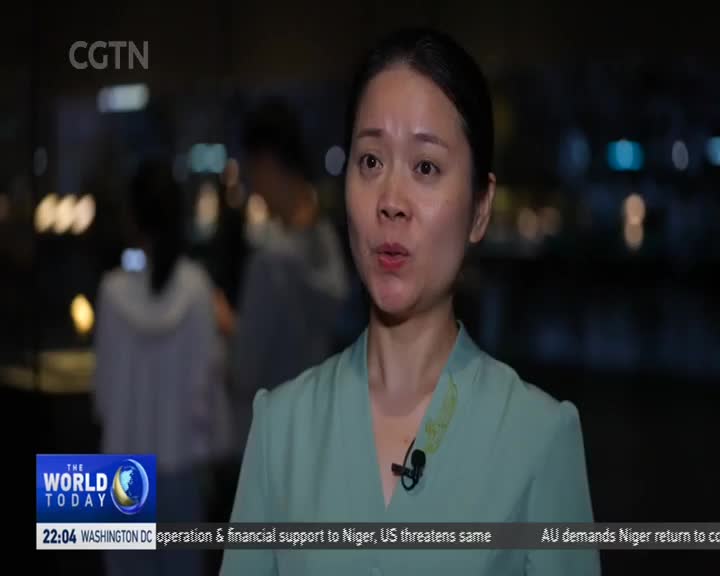 CGTN
THE
WORLD
TODAY
22:04 WASHINGTON DC
operation & financial support to Niger, US threatens same AU demands Niger return to co